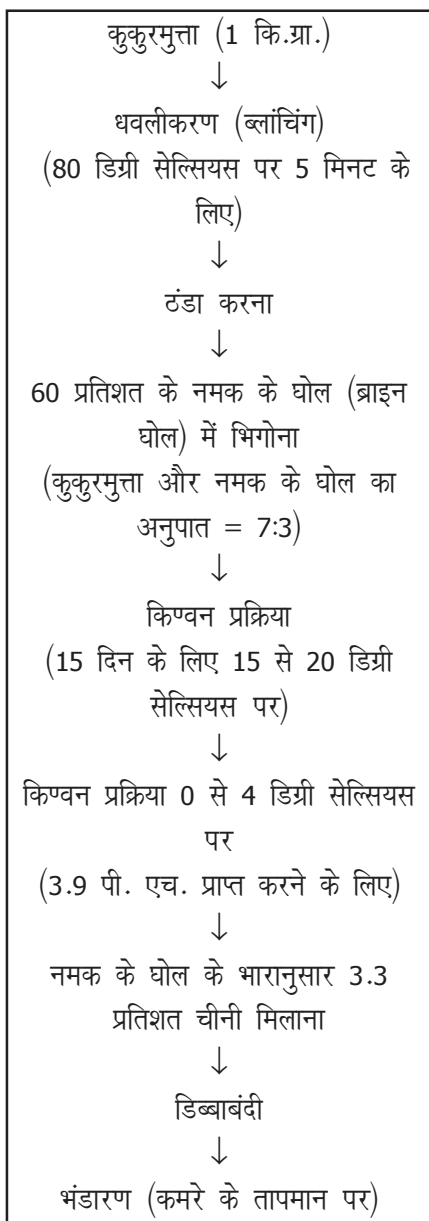 कुकुरमुत्ता (1 कि.ग्रा.)
↓
धवलीकरण (ब्लांचिंग)
(80 डिग्री सेल्सियस पर 5 मिनट के
लिए)
↓
ठंडा करना
↓
60 प्रतिशत के नमक के घोल (ब्राइन
घोल) में भिगोना
(कुकुरमुत्ता और नमक के घोल का
अनुपात = 7:3)
↓
किण्वन प्रक्रिया
(15 दिन के लिए 15 से 20 डिग्री
सेल्सियस पर)
↓
किण्वन प्रक्रिया 0 से 4 डिग्री सेल्सियस
पर
(3.9 पी. एच. प्राप्त करने के लिए)
↓
नमक के घोल के भारानुसार 3.3
प्रतिशत चीनी मिलाना
↓
डिब्बाबंदी
↓
भंडारण (कमरे के तापमान पर)